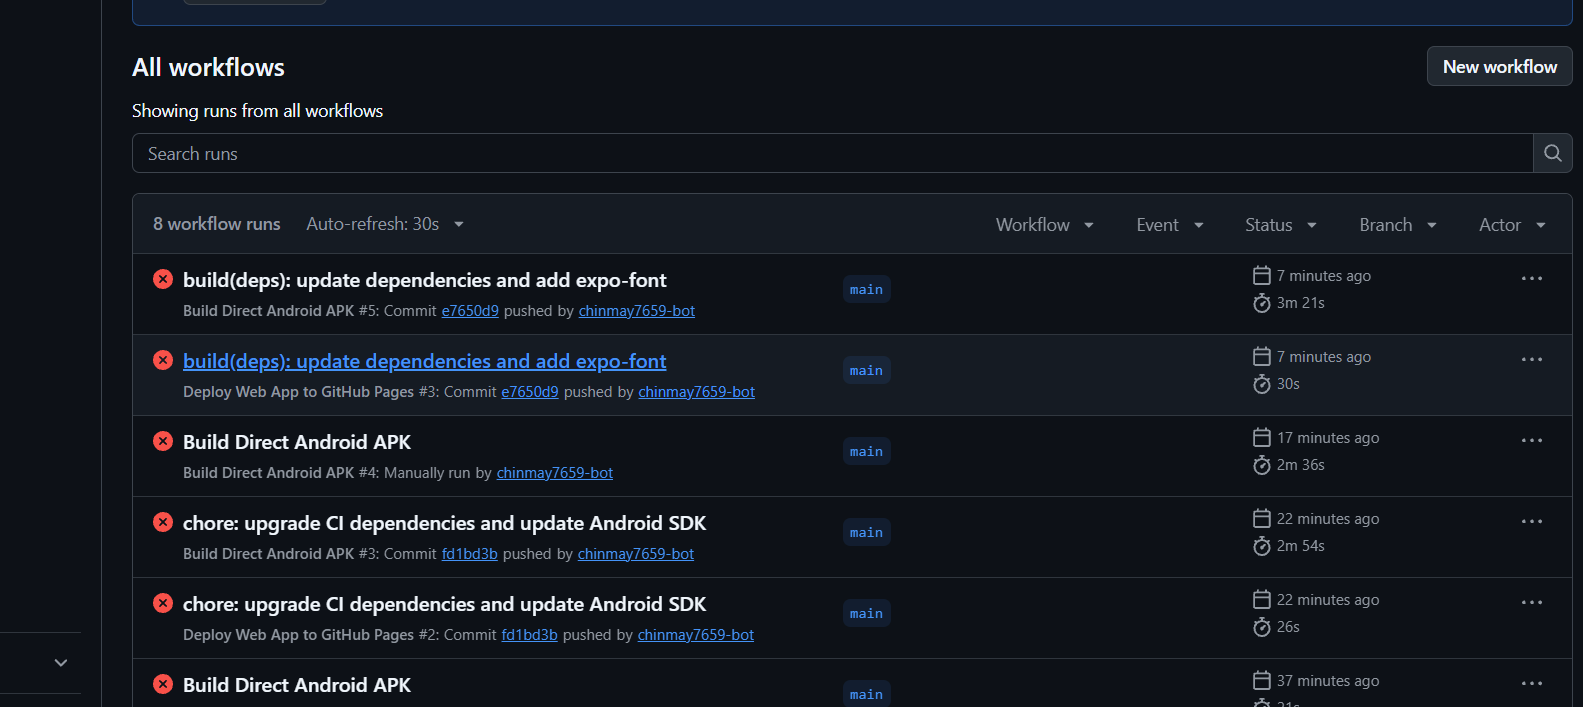 All workflows
New workflow
Showing runs from all workflows
Search runs
8 workflow runs Auto-refresh: 30s Workflow Event Status Branch Actor
build(deps): update dependencies and add expo-font
Build Direct Android APK #5: Commit e7650d9 pushed by chinmay7659-bot
main
7 minutes ago
3m 21s
build(deps): update dependencies and add expo-font
Deploy Web App to GitHub Pages #3: Commit e7650d9 pushed by chinmay7659-bot
main
7 minutes ago
30s
Build Direct Android APK
Build Direct Android APK #4: Manually run by chinmay7659-bot
main
17 minutes ago
2m 36s
chore: upgrade CI dependencies and update Android SDK
Build Direct Android APK #3: Commit fd1bd3b pushed by chinmay7659-bot
main
22 minutes ago
2m 54s
chore: upgrade CI dependencies and update Android SDK
Deploy Web App to GitHub Pages #2: Commit fd1bd3b pushed by chinmay7659-bot
main
22 minutes ago
26s
Build Direct Android APK
main
37 minutes ago